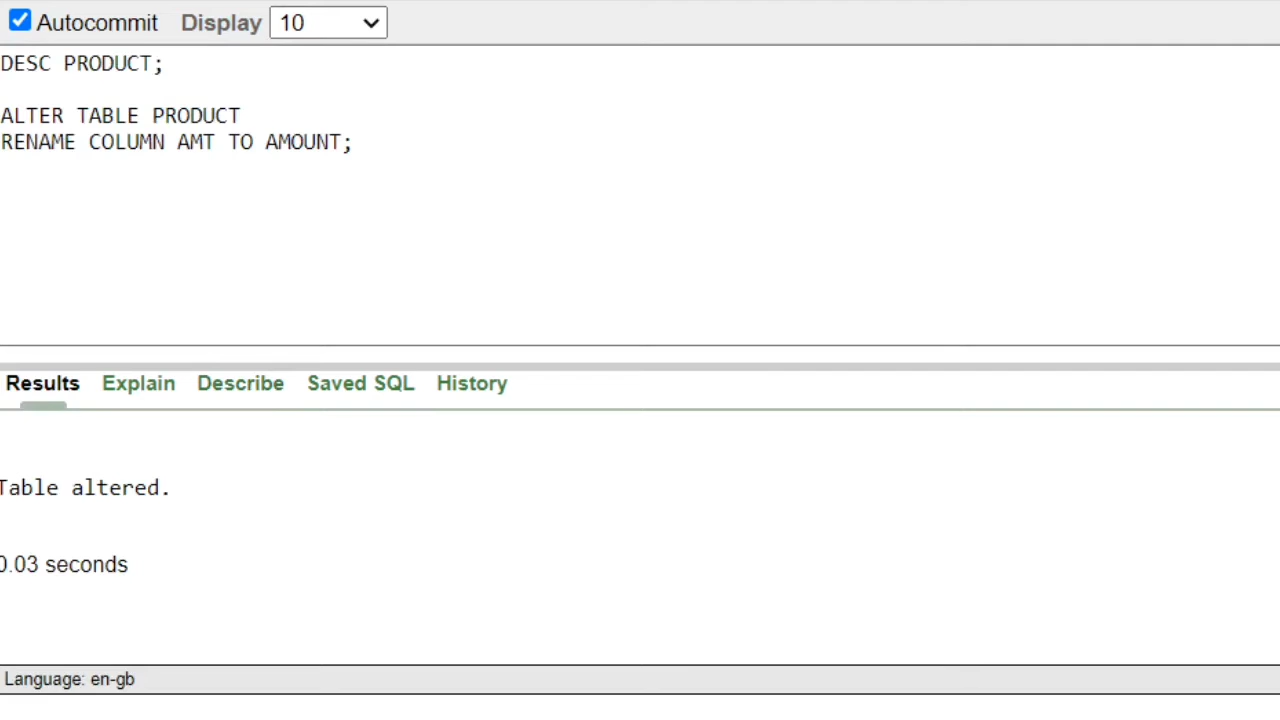 Autocommit Display 10
DESC PRODUCT;
ALTER TABLE PRODUCT
RENAME COLUMN AMT TO AMOUNT;
Results Explain Describe Saved SQL History
Table altered.
0.03 seconds
Language: en-gb